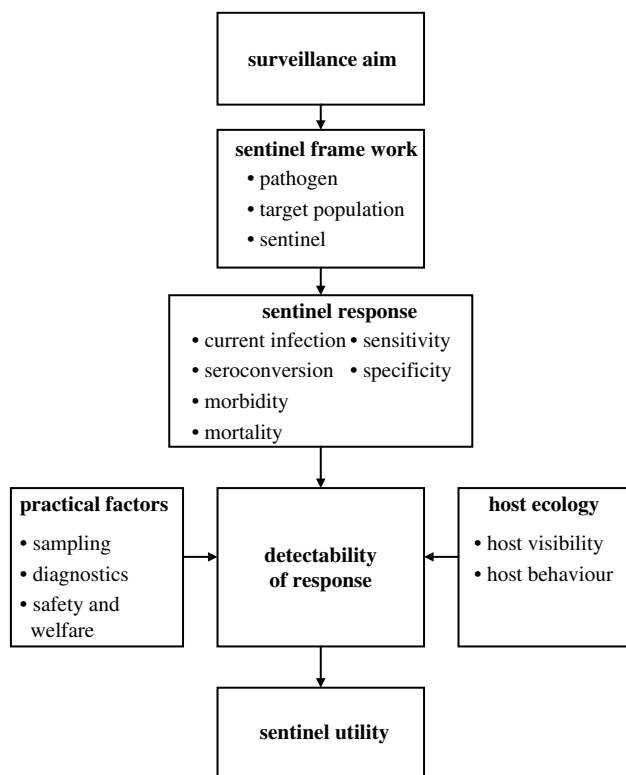 surveillance aim
sentinel frame work
• pathogen
• target population
• sentinel
sentinel response
• current infection • sensitivity
• seroconversion • specificity
• morbidity
• mortality
practical factors
• sampling
• diagnostics
• safety and
welfare
detectability
of response
host ecology
• host visibility
• host behaviour
sentinel utility